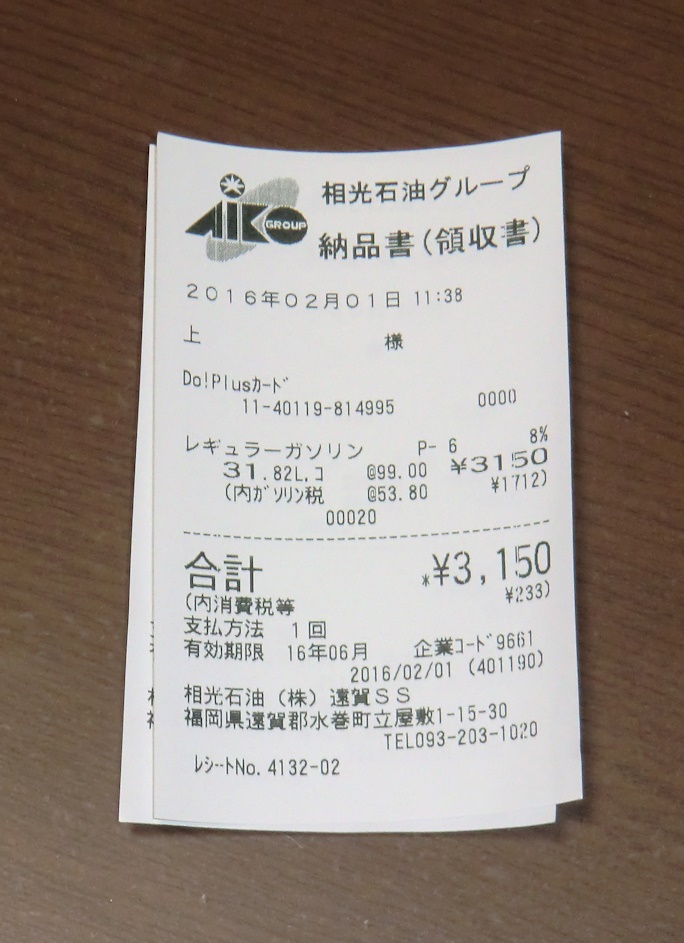 AIKO GROUP
相光石油グループ
納品書(領収書)
2016年02月01日 11:38
上 様
Do!Plusカード
11-40119-814995 0000
レギュラーガソリン P- 6 8%
31.82L,コ @99.00 ¥3150
(内ガソリン税 @53.80 ¥1712)
00020
合計 *¥3,150
(内消費税等 ¥233)
支払方法 1回
有効期限 16年06月 企業コード9661
2016/02/01 (401190)
相光石油(株)遠賀SS
福岡県遠賀郡水巻町立屋敷1-15-30
TEL093-203-1020
レシートNo. 4132-02